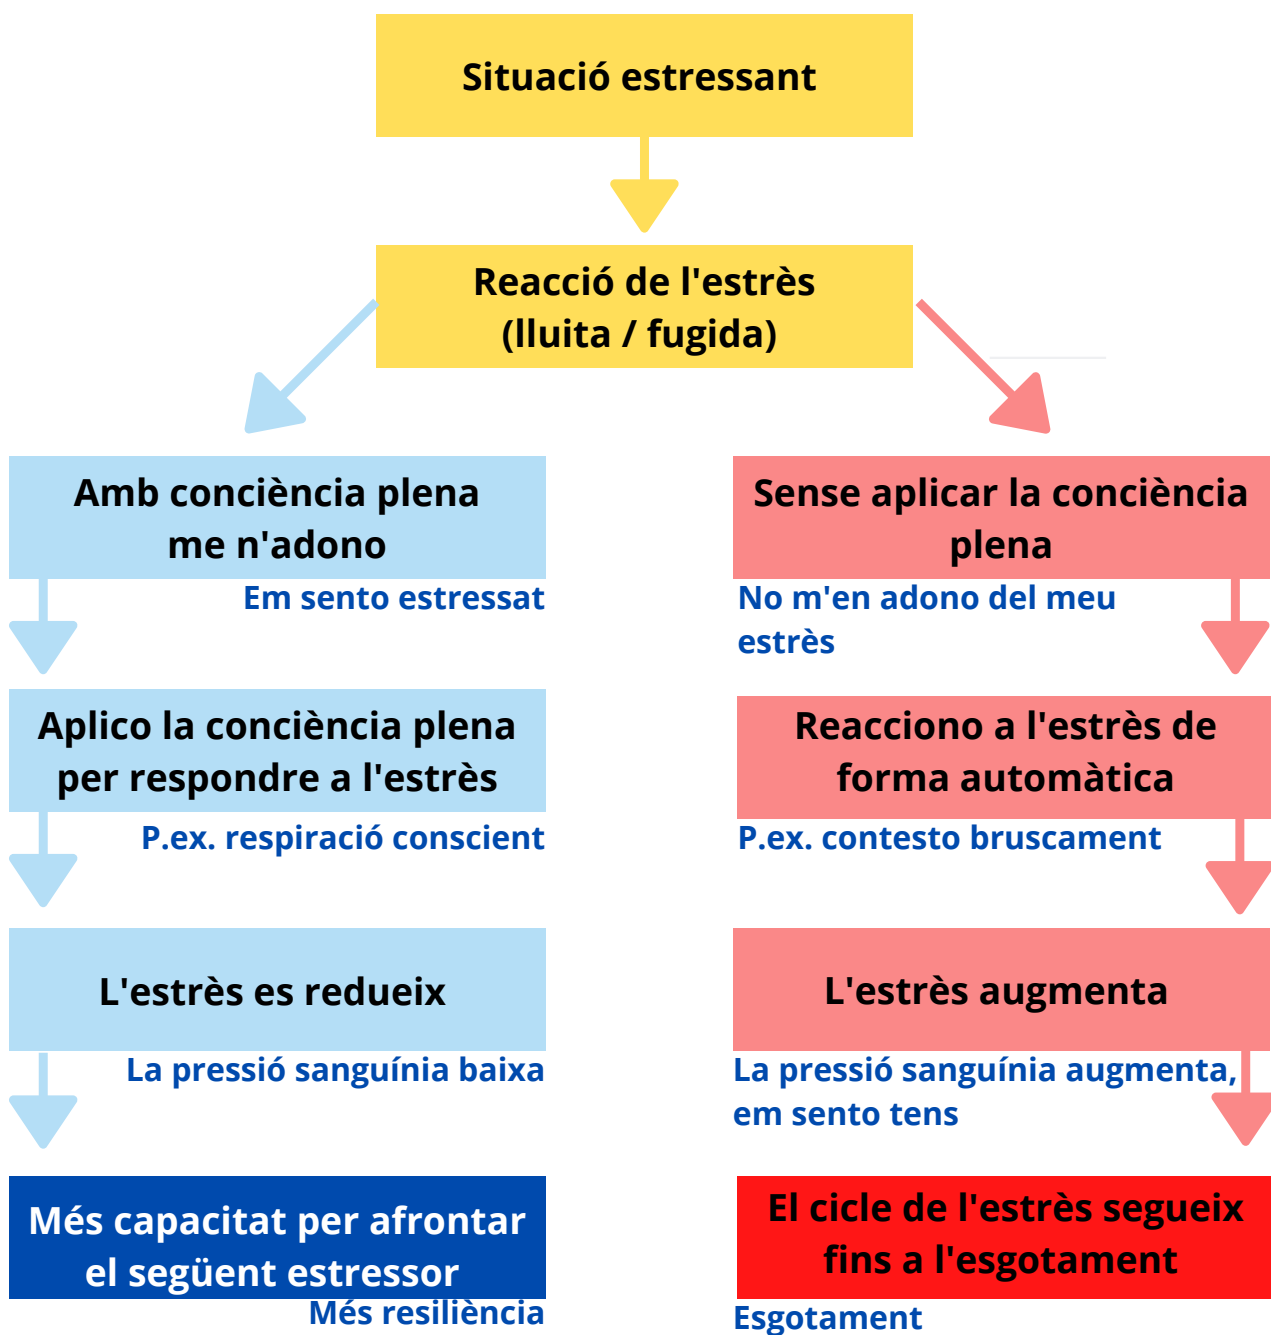 Situació estressant
Reacció de l'estrès
(lluita / fugida)
Amb conciència plena
me n'adono
Em sento estressat
Aplico la conciència plena
per respondre a l'estrès
P.ex. respiració conscient
L'estrès es redueix
La pressió sanguínia baixa
Més capacitat per afrontar
el següent estressor
Més resiliència
Sense aplicar la conciència
plena
No m'en adono del meu
estrès
Reacciono a l'estrès de
forma automàtica
P.ex. contesto bruscament
L'estrès augmenta
La pressió sanguínia augmenta,
em sento tens
El cicle de l'estrès segueix
fins a l'esgotament
Esgotament